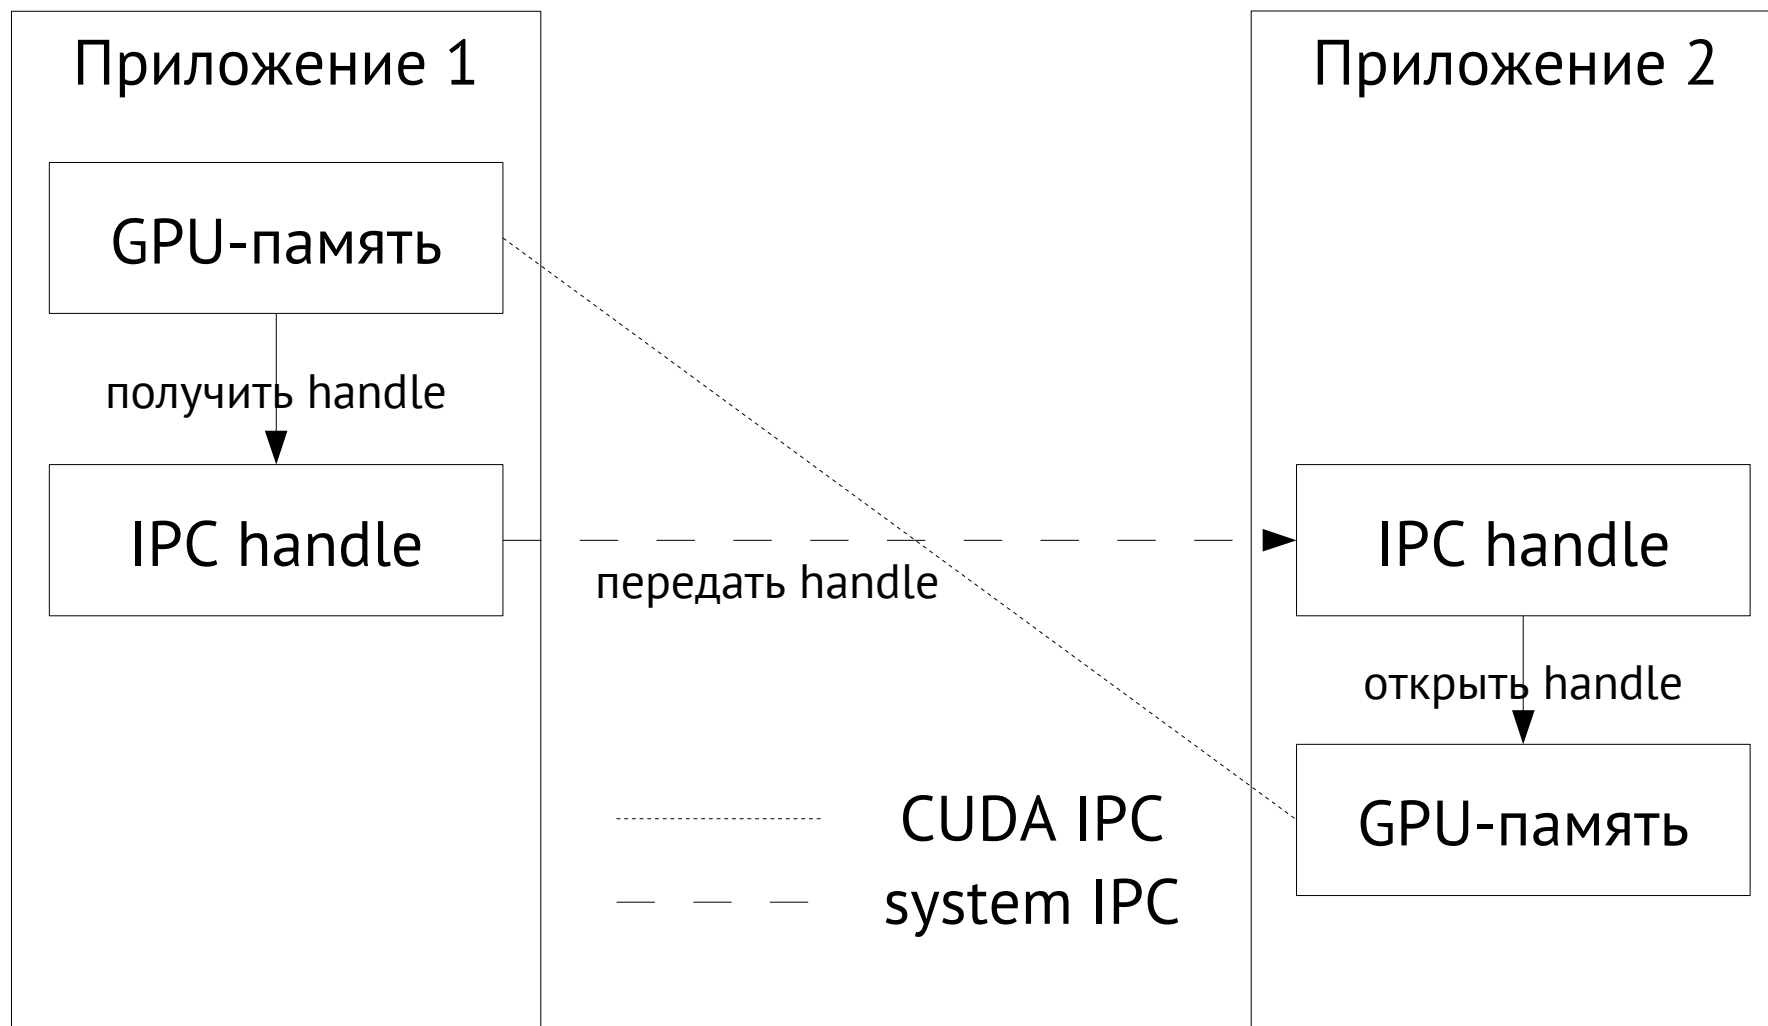 Приложение 1
Приложение 2
GPU-память
получить handle
IPC handle
передать handle
IPC handle
открыть handle
GPU-память
CUDA IPC
system IPC